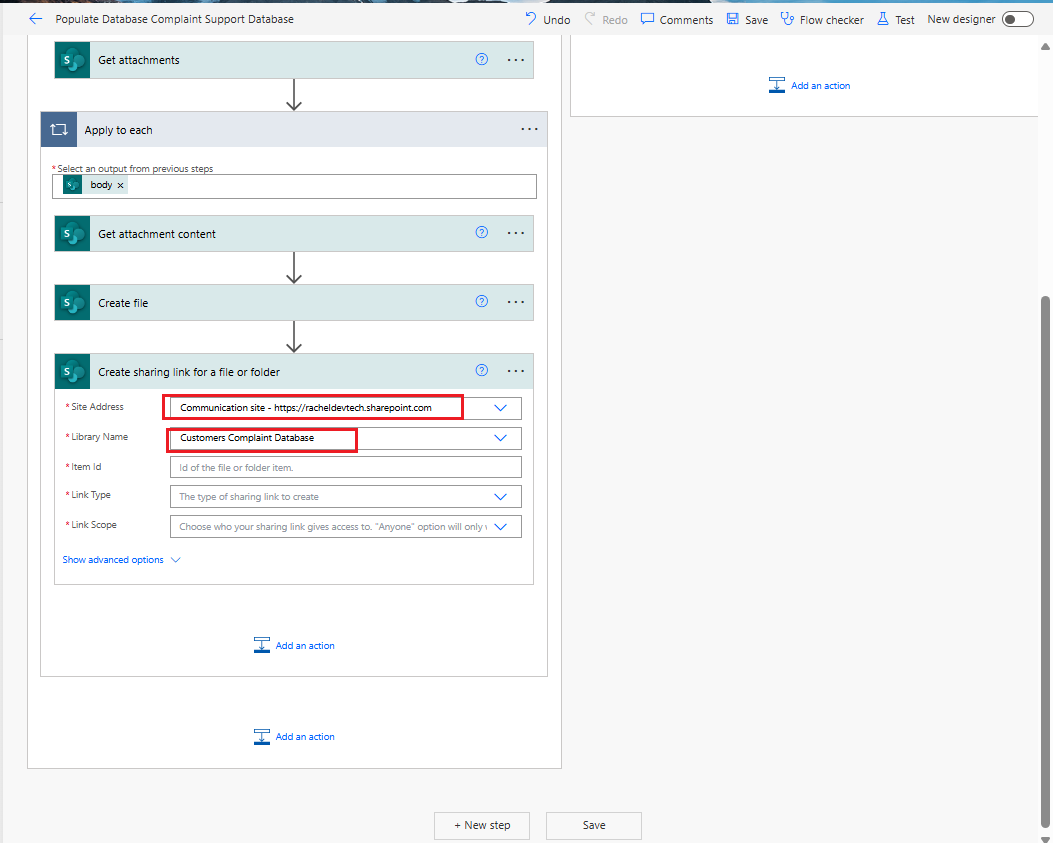 Populate Database Complaint Support Database
Undo Redo Comments Save Flow checker Test New designer
S Get attachments
Add an action
Apply to each
*Select an output from previous steps
S body ×
S Get attachment content
S Create file
S Create sharing link for a file or folder
*Site Address Communication site - https://racheldevtech.sharepoint.com
*Library Name Customers Complaint Database
*Item Id Id of the file or folder item.
*Link Type The type of sharing link to create
*Link Scope Choose who your sharing link gives access to. "Anyone" option will only
Show advanced options
Add an action
Add an action
+ New step Save